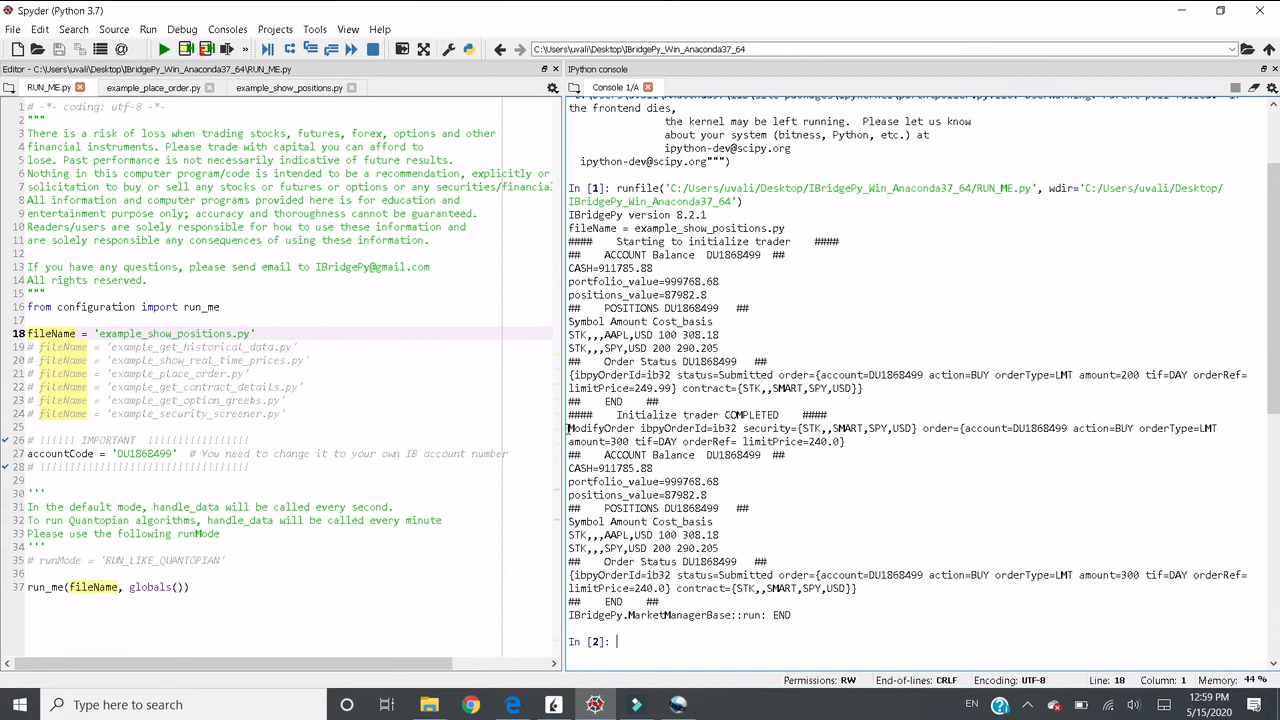 Spyder (Python 3.7)
File Edit Search Source Run Debug Consoles Projects Tools View Help
C:\Users\uvali\Desktop\IBridgePy_Win_Anaconda37_64
Editor - C:\Users\uvali\Desktop\IBridgePy_Win_Anaconda37_64\RUN_ME.py
RUN_ME.py example_place_order.py example_show_positions.py
1 # -*- coding: utf-8 -*-
2 """
3 There is a risk of loss when trading stocks, futures, forex, options and other
4 financial instruments. Please trade with capital you can afford to
5 lose. Past performance is not necessarily indicative of future results.
6 Nothing in this computer program/code is intended to be a recommendation, explicitly or
7 solicitation to buy or sell any stocks or futures or options or any securities/financial
8 All information and computer programs provided here is for education and
9 entertainment purpose only; accuracy and thoroughness cannot be guaranteed.
10 Readers/users are solely responsible for how to use these information and
11 are solely responsible any consequences of using these information.
12
13 If you have any questions, please send email to IBridgePy@gmail.com
14 All rights reserved.
15 """
16 from configuration import run_me
17
18 fileName = 'example_show_positions.py'
19 # fileName = 'example_get_historical_data.py'
20 # fileName = 'example_show_real_time_prices.py'
21 # fileName = 'example_place_order.py'
22 # fileName = 'example_get_contract_details.py'
23 # fileName = 'example_get_option_greeks.py'
24 # fileName = 'example_security_screener.py'
25
26 # !!!!!! IMPORTANT !!!!!!!!!!!!!!!!!
27 accountCode = 'DU1868499' # You need to change it to your own IB account number
28 # !!!!!!!!!!!!!!!!!!!!!!!!!!!!!!!!!
29
30 '''
31 In the default mode, handle_data will be called every second.
32 To run Quantopian algorithms, handle_data will be called every minute
33 Please use the following runMode
34 '''
35 # runMode = 'RUN_LIKE_QUANTOPIAN'
36
37 run_me(fileName, globals())
IPython console
Console 1/A
the frontend dies,
the kernel may be left running. Please let us know
about your system (bitness, Python, etc.) at
ipython-dev@scipy.org
ipython-dev@scipy.org""")
In [1]: runfile('C:/Users/uvali/Desktop/IBridgePy_Win_Anaconda37_64/RUN_ME.py', wdir='C:/Users/uvali/Desktop/
IBridgePy_Win_Anaconda37_64')
IBridgePy version 8.2.1
fileName = example_show_positions.py
#### Starting to initialize trader ####
## ACCOUNT Balance DU1868499 ##
CASH=911785.88
portfolio_value=999768.68
positions_value=87982.8
## POSITIONS DU1868499 ##
Symbol Amount Cost_basis
STK,,,AAPL,USD 100 308.18
STK,,,SPY,USD 200 290.205
## Order Status DU1868499 ##
{ibpyOrderId=ib32 status=Submitted order={account=DU1868499 action=BUY orderType=LMT amount=200 tif=DAY orderRef=
limitPrice=249.99} contract={STK,,SMART,SPY,USD}}
## END ##
#### Initialize trader COMPLETED ####
ModifyOrder ibpyOrderId=ib32 security={STK,,SMART,SPY,USD} order={account=DU1868499 action=BUY orderType=LMT
amount=300 tif=DAY orderRef= limitPrice=240.0}
## ACCOUNT Balance DU1868499 ##
CASH=911785.88
portfolio_value=999768.68
positions_value=87982.8
## POSITIONS DU1868499 ##
Symbol Amount Cost_basis
STK,,,AAPL,USD 100 308.18
STK,,,SPY,USD 200 290.205
## Order Status DU1868499 ##
{ibpyOrderId=ib32 status=Submitted order={account=DU1868499 action=BUY orderType=LMT amount=300 tif=DAY orderRef=
limitPrice=240.0} contract={STK,,SMART,SPY,USD}}
## END ##
IBridgePy.MarketManagerBase::run: END
In [2]:
Permissions: RW End-of-lines: CRLF Encoding: UTF-8 Line: 18 Column: 1 Memory: 44 %
Type here to search
EN
12:59 PM
5/15/2020